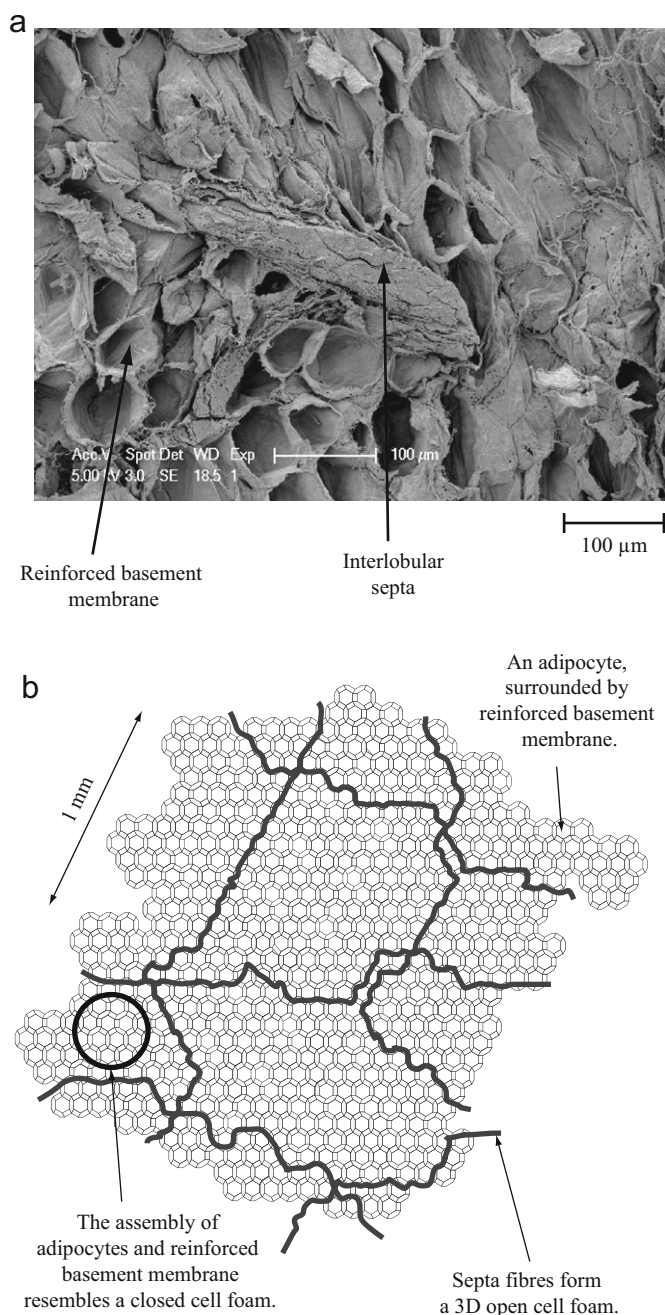 a
Acc.V Spot Det WD Exp
5.00 kV 3.0 SE 18.5 1
100 µm
100 µm
Reinforced basement
membrane
Interlobular
septa
b
An adipocyte,
surrounded by
reinforced basement
membrane.
1 mm
The assembly of
adipocytes and reinforced
basement membrane
resembles a closed cell foam.
Septa fibres form
a 3D open cell foam.